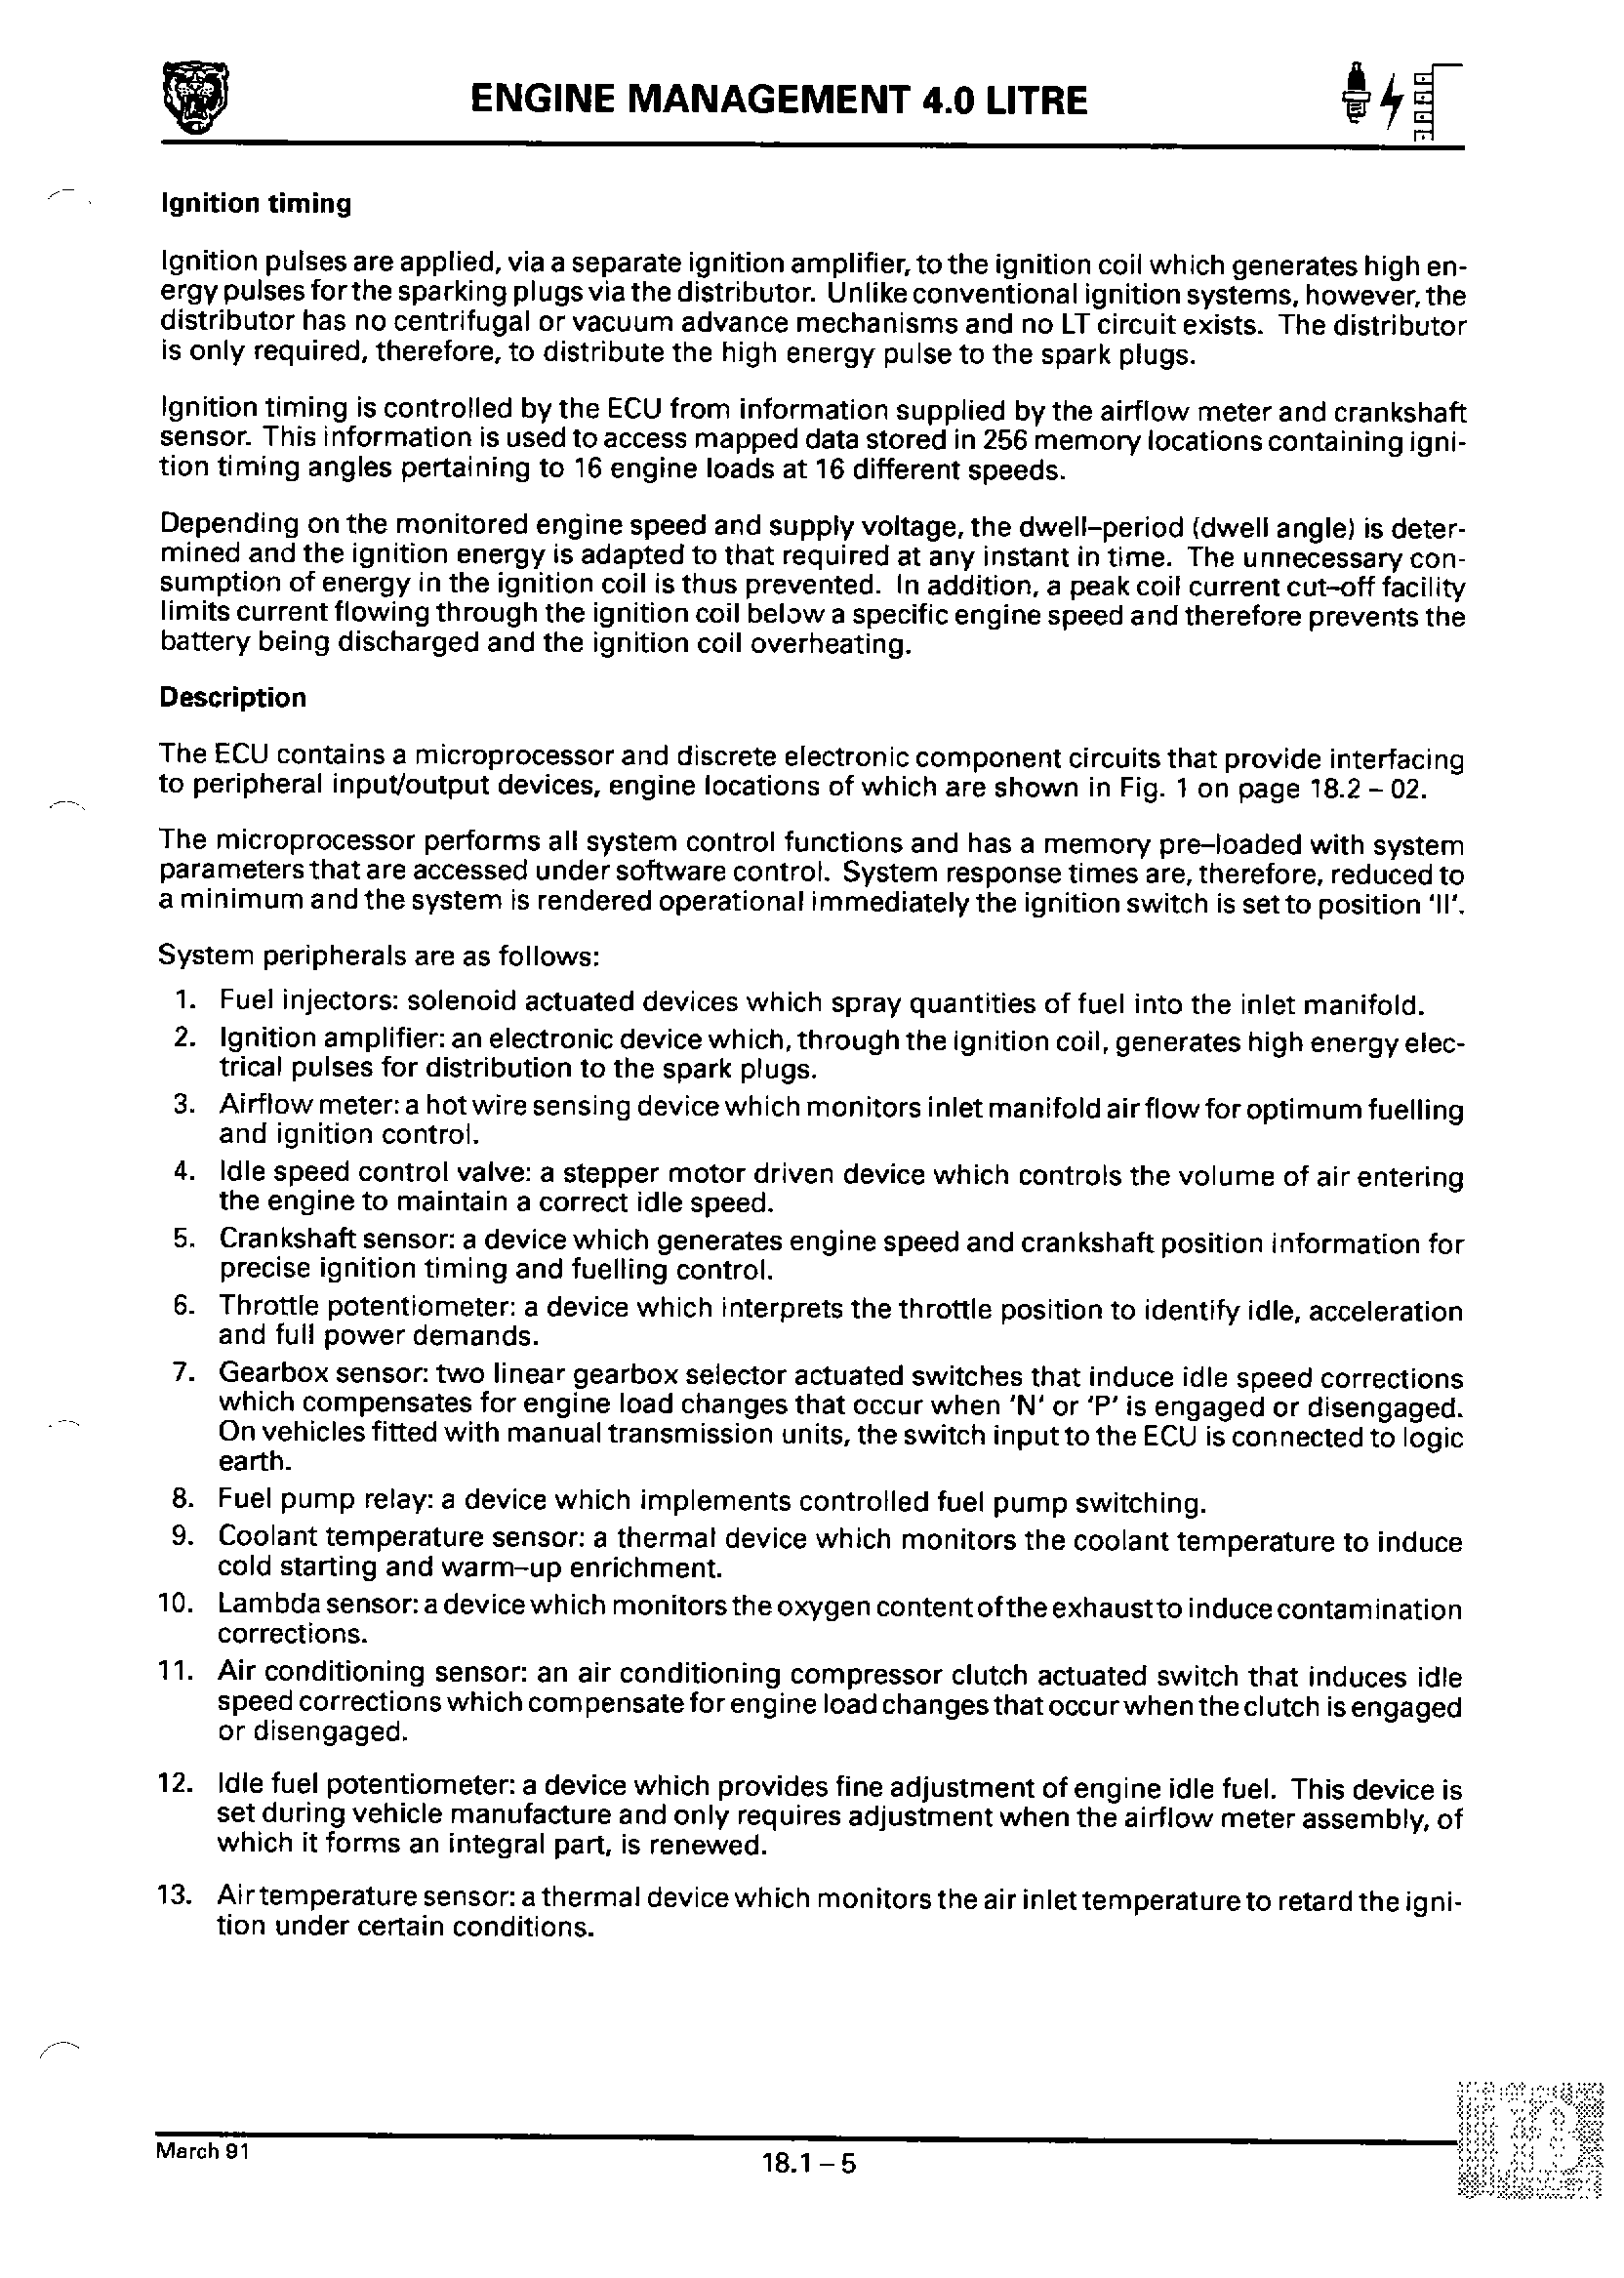 ENGINE MANAGEMENT 4.0 LITRE
Ignition timing
Ignition pulses are applied, via a separate ignition amplifier, to the ignition coil which generates high en-
ergy pulses for the sparking plugs via the distributor. Unlike conventional ignition systems, however, the
distributor has no centrifugal or vacuum advance mechanisms and no LT circuit exists. The distributor
is only required, therefore, to distribute the high energy pulse to the spark plugs.
Ignition timing is controlled by the ECU from information supplied by the airflow meter and crankshaft
sensor. This information is used to access mapped data stored in 256 memory locations containing igni-
tion timing angles pertaining to 16 engine loads at 16 different speeds.
Depending on the monitored engine speed and supply voltage, the dwell–period (dwell angle) is deter-
mined and the ignition energy is adapted to that required at any instant in time. The unnecessary con-
sumption of energy in the ignition coil is thus prevented. In addition, a peak coil current cut–off facility
limits current flowing through the ignition coil below a specific engine speed and therefore prevents the
battery being discharged and the ignition coil overheating.
Description
The ECU contains a microprocessor and discrete electronic component circuits that provide interfacing
to peripheral input/output devices, engine locations of which are shown in Fig. 1 on page 18.2 – 02.
The microprocessor performs all system control functions and has a memory pre–loaded with system
parameters that are accessed under software control. System response times are, therefore, reduced to
a minimum and the system is rendered operational immediately the ignition switch is set to position 'II'.
System peripherals are as follows:
1. Fuel injectors: solenoid actuated devices which spray quantities of fuel into the inlet manifold.
2. Ignition amplifier: an electronic device which, through the ignition coil, generates high energy elec-
trical pulses for distribution to the spark plugs.
3. Airflow meter: a hot wire sensing device which monitors inlet manifold air flow for optimum fuelling
and ignition control.
4. Idle speed control valve: a stepper motor driven device which controls the volume of air entering
the engine to maintain a correct idle speed.
5. Crankshaft sensor: a device which generates engine speed and crankshaft position information for
precise ignition timing and fuelling control.
6. Throttle potentiometer: a device which interprets the throttle position to identify idle, acceleration
and full power demands.
7. Gearbox sensor: two linear gearbox selector actuated switches that induce idle speed corrections
which compensates for engine load changes that occur when 'N' or 'P' is engaged or disengaged.
On vehicles fitted with manual transmission units, the switch input to the ECU is connected to logic
earth.
8. Fuel pump relay: a device which implements controlled fuel pump switching.
9. Coolant temperature sensor: a thermal device which monitors the coolant temperature to induce
cold starting and warm–up enrichment.
10. Lambda sensor: a device which monitors the oxygen content of the exhaust to induce contamination
corrections.
11. Air conditioning sensor: an air conditioning compressor clutch actuated switch that induces idle
speed corrections which compensate for engine load changes that occur when the clutch is engaged
or disengaged.
12. Idle fuel potentiometer: a device which provides fine adjustment of engine idle fuel. This device is
set during vehicle manufacture and only requires adjustment when the airflow meter assembly, of
which it forms an integral part, is renewed.
13. Air temperature sensor: a thermal device which monitors the air inlet temperature to retard the igni-
tion under certain conditions.
March 91
18.1 – 5